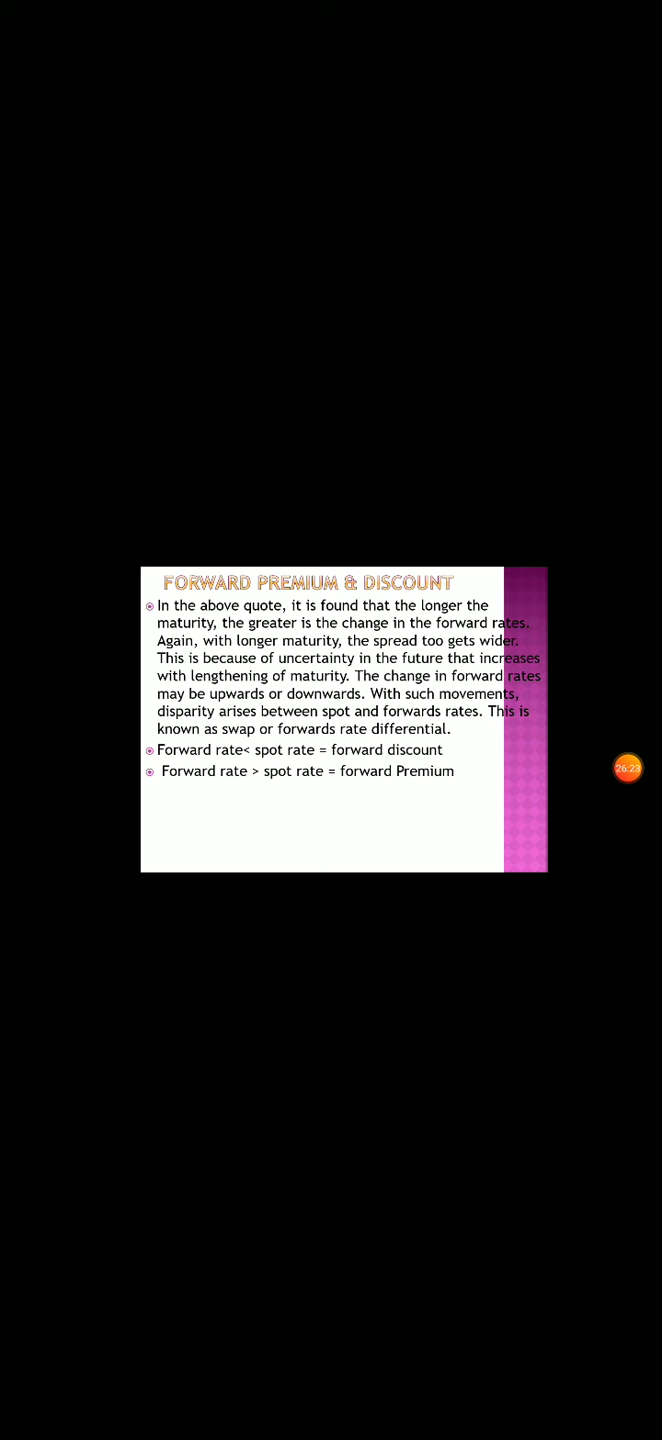 FORWARD PREMIUM & DISCOUNT
In the above quote, it is found that the longer the
maturity, the greater is the change in the forward rates.
Again, with longer maturity, the spread too gets wider.
This is because of uncertainty in the future that increases
with lengthening of maturity. The change in forward rates
may be upwards or downwards. With such movements,
disparity arises between spot and forwards rates. This is
known as swap or forwards rate differential.
Forward rate< spot rate = forward discount
Forward rate > spot rate = forward Premium
26:23